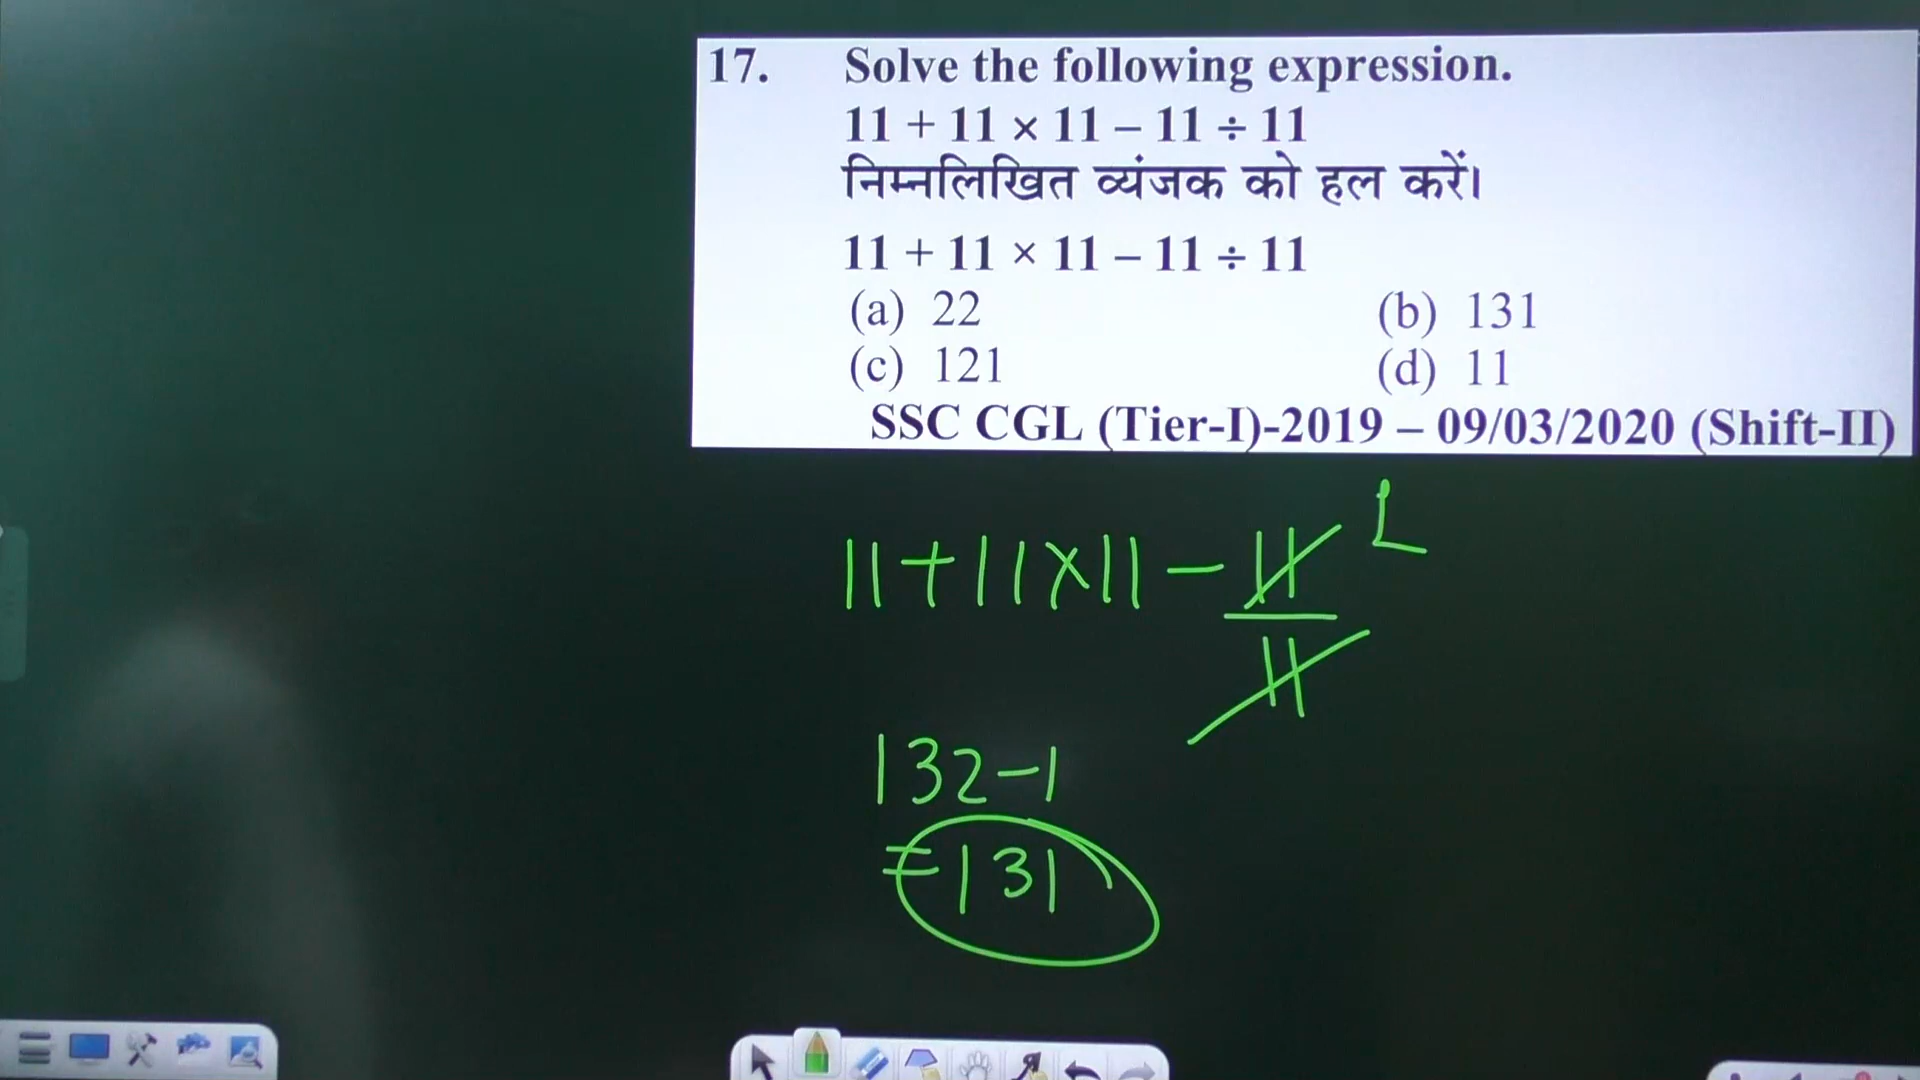 17. Solve the following expression.
11 + 11 × 11 – 11 ÷ 11
निम्नलिखित व्यंजक को हल करें।
11 + 11 × 11 – 11 ÷ 11
(a) 22 (b) 131
(c) 121 (d) 11
SSC CGL (Tier-I)-2019 – 09/03/2020 (Shift-II)
11+11×11-11 1
11
132-1
=131